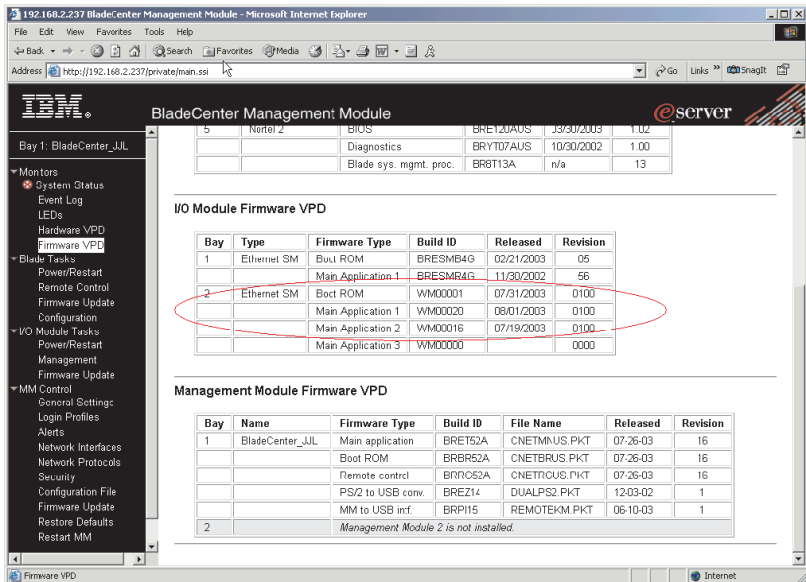 192.168.2.237 BladeCenter Management Module - Microsoft Internet Explorer
File Edit View Favorites Tools Help
Back Search Favorites Media
Address http://192.168.2.237/private/main.ssi Go Links » SnagIt
IBM. BladeCenter Management Module eserver
Bay 1: BladeCenter_JJL
Monitors
System Status
Event Log
LEDs
Hardware VPD
Firmware VPD
Blade Tasks
Power/Restart
Remote Control
Firmware Update
Configuration
I/O Module Tasks
Power/Restart
Management
Firmware Update
MM Control
General Settings
Login Profiles
Alerts
Network Interfaces
Network Protocols
Security
Configuration File
Firmware Update
Restore Defaults
Restart MM
5 Nortel 2 BIOS BRE120AUS 03/30/2003 1.02
Diagnostics BRYT07AUS 10/30/2002 1.00
Blade sys. mgmt. proc. BR8T13A n/a 13
I/O Module Firmware VPD
Bay Type Firmware Type Build ID Released Revision
1 Ethernet SM Boot ROM BRESMB4G 02/21/2003 05
Main Application 1 BRESMR4G 11/30/2002 56
2 Ethernet SM Boot ROM WM00001 07/31/2003 0100
Main Application 1 WM00020 08/01/2003 0100
Main Application 2 WM00016 07/19/2003 0100
Main Application 3 WM00000 0000
Management Module Firmware VPD
Bay Name Firmware Type Build ID File Name Released Revision
1 BladeCenter_JJL Main application BRET52A CNETMNUS.PKT 07-26-03 16
Boot ROM BRBR52A CNETBRUS.PKT 07-26-03 16
Remote control BRRG52A CNETRGUS.PKT 07-26-03 16
PS/2 to USB conv. BREZ14 DUALPS2.PKT 12-03-02 1
MM to USB intf. BRPI15 REMOTEKM.PKT 06-10-03 1
2 Management Module 2 is not installed.
Firmware VPD Internet